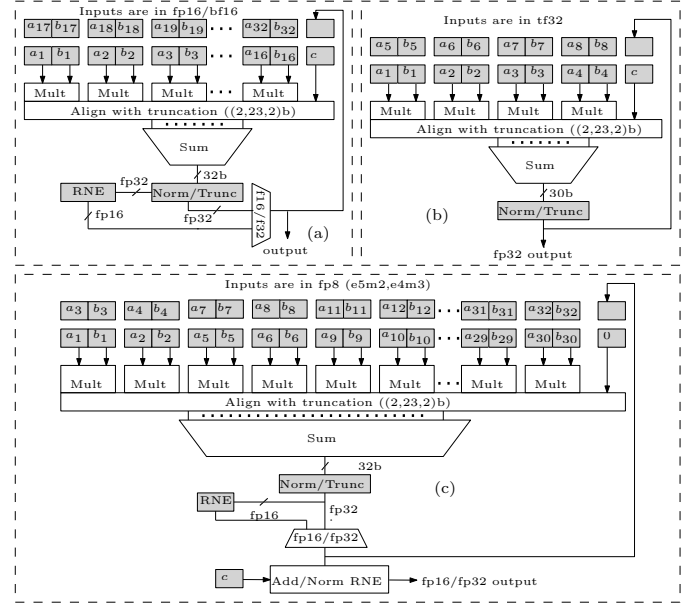 Inputs are in fp16/bf16
a17 b17 a18 b18 a19 b19 ··· a32 b32
a1 b1 a2 b2 a3 b3 ··· a16 b16 c
Mult Mult Mult ··· Mult
Align with truncation ((2,23,2)b)
Sum
32b
RNE fp32 Norm/Trunc
fp16 fp32 f16/f32
(a)
output
Inputs are in tf32
a5 b5 a6 b6 a7 b7 a8 b8
a1 b1 a2 b2 a3 b3 a4 b4 c
Mult Mult Mult Mult
Align with truncation ((2,23,2)b)
Sum
30b
Norm/Trunc
(b)
fp32 output
Inputs are in fp8 (e5m2,e4m3)
a3 b3 a4 b4 a7 b7 a8 b8 a11 b11 a12 b12 ··· a31 b31 a32 b32
a1 b1 a2 b2 a5 b5 a6 b6 a9 b9 a10 b10 ··· a29 b29 a30 b30 0
Mult Mult Mult Mult Mult Mult ··· Mult Mult
Align with truncation ((2,23,2)b)
Sum
32b
Norm/Trunc
(c)
RNE
fp16 fp32
fp16/fp32
c Add/Norm RNE fp16/fp32 output